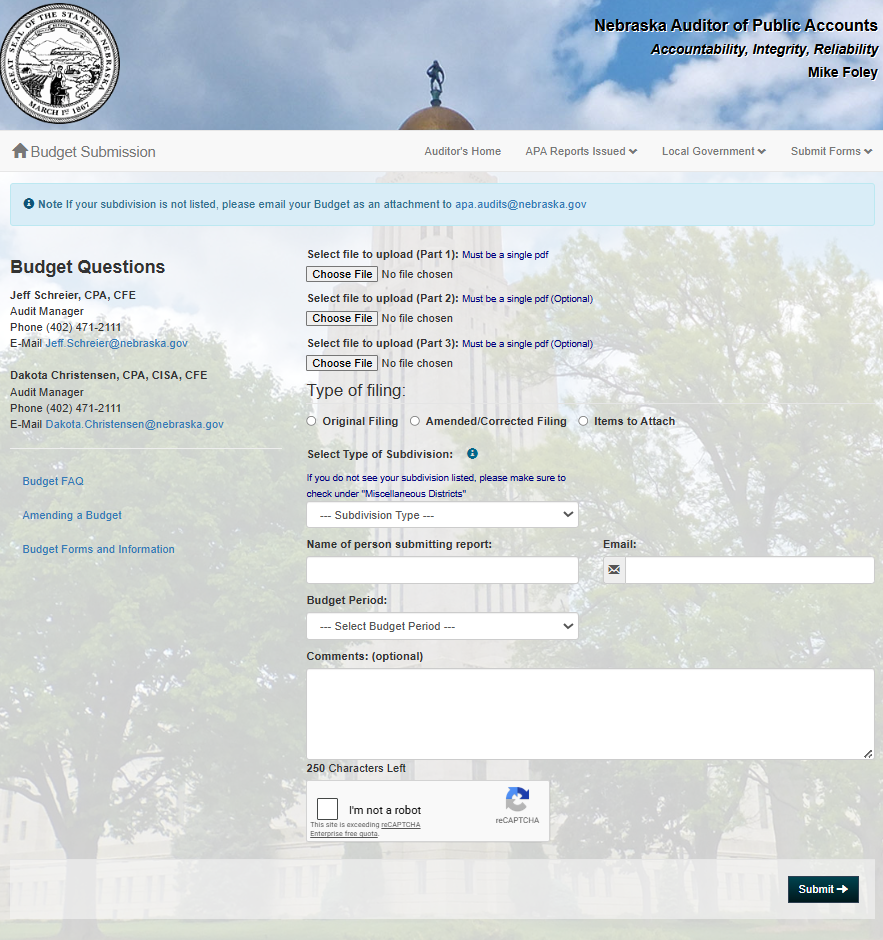 GREAT SEAL OF THE STATE OF NEBRASKA
MARCH 1ST 1867
Nebraska Auditor of Public Accounts
Accountability, Integrity, Reliability
Mike Foley
Budget Submission
Auditor's Home
APA Reports Issued
Local Government
Submit Forms
Note If your subdivision is not listed, please email your Budget as an attachment to apa.audits@nebraska.gov
Budget Questions
Jeff Schreier, CPA, CFE
Audit Manager
Phone (402) 471-2111
E-Mail Jeff.Schreier@nebraska.gov
Dakota Christensen, CPA, CISA, CFE
Audit Manager
Phone (402) 471-2111
E-Mail Dakota.Christensen@nebraska.gov
Budget FAQ
Amending a Budget
Budget Forms and Information
Select file to upload (Part 1): Must be a single pdf
Choose File No file chosen
Select file to upload (Part 2): Must be a single pdf (Optional)
Choose File No file chosen
Select file to upload (Part 3): Must be a single pdf (Optional)
Choose File No file chosen
Type of filing:
Original Filing Amended/Corrected Filing Items to Attach
Select Type of Subdivision:
If you do not see your subdivision listed, please make sure to
check under "Miscellaneous Districts"
--- Subdivision Type ---
Name of person submitting report:
Email:
Budget Period:
--- Select Budget Period ---
Comments: (optional)
250 Characters Left
I'm not a robot
reCAPTCHA
This site is exceeding reCAPTCHA
Enterprise free quota.
Submit